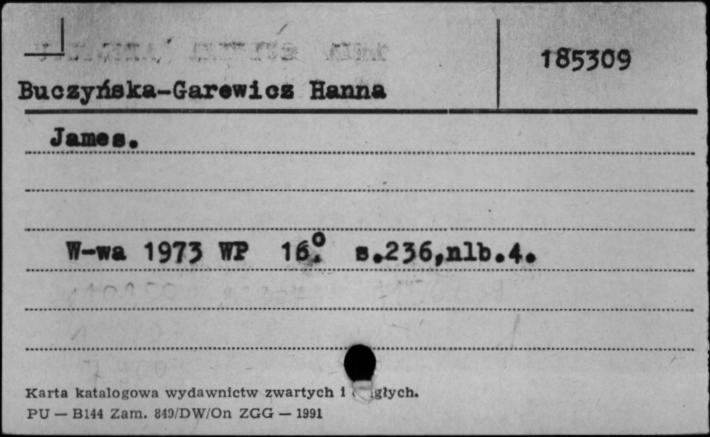 185309
Buczyńska-Garewicz Hanna
James.
W-wa 1973 WP 16.° s.236,nlb.4.
Karta katalogowa wydawnictw zwartych i
PU — B144 Zam. 849/DW/On ZGG — 1991